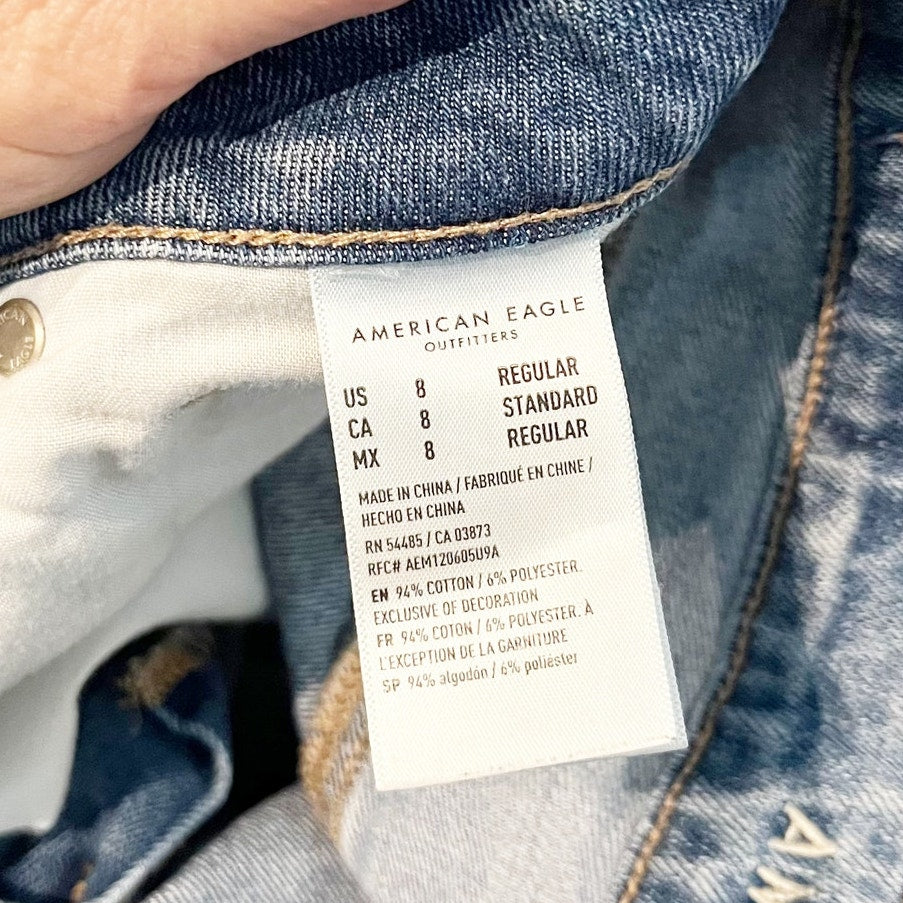 AMERICAN EAGLE
OUTFITTERS
US 8 REGULAR
CA 8 STANDARD
MX 8 REGULAR
MADE IN CHINA / FABRIQUÉ EN CHINE /
HECHO EN CHINA
RN 54485 / CA 03873
RFC# AEM120605U9A
EN 94% COTTON / 6% POLYESTER.
EXCLUSIVE OF DECORATION
FR 94% COTON / 6% POLYESTER. À
L'EXCEPTION DE LA GARNITURE
SP 94% algodón / 6% poliéster
EAGLE
A